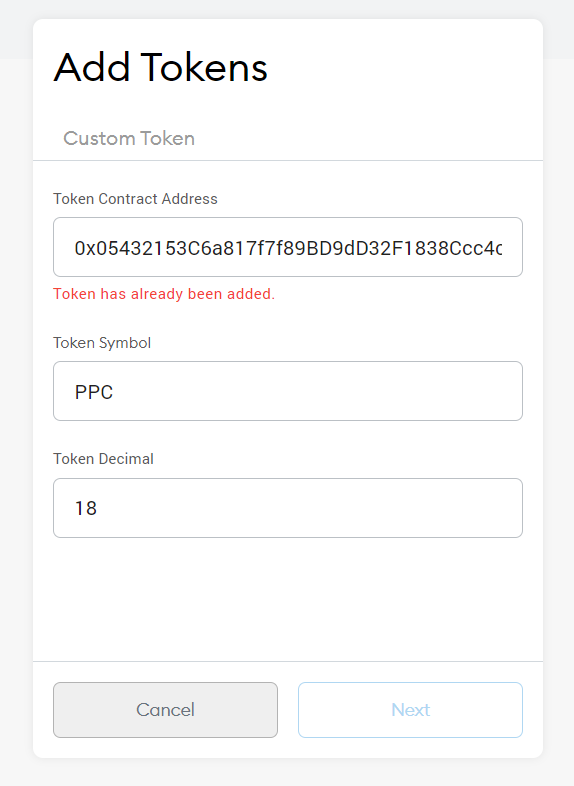 Add Tokens
Custom Token
Token Contract Address
0x05432153C6a817f7f89BD9dD32F1838Ccc4c
Token has already been added.
Token Symbol
PPC
Token Decimal
18
Cancel
Next